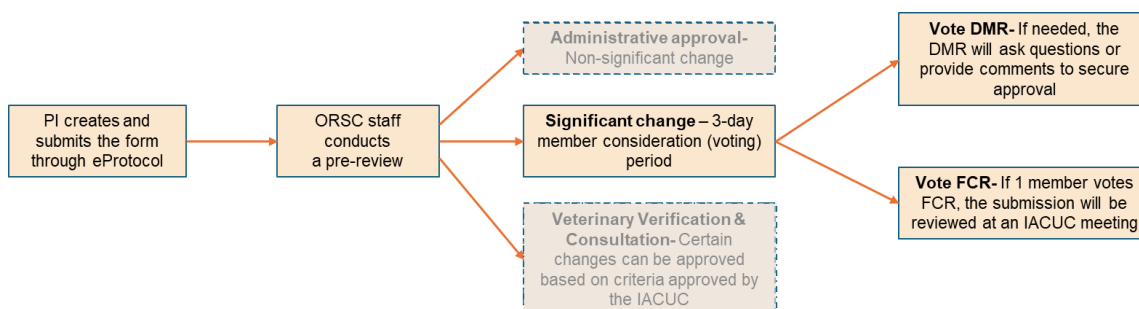 PI creates and
submits the form
through eProtocol
ORSC staff
conducts
a pre-review
Administrative approval-
Non-significant change
Significant change – 3-day
member consideration (voting)
period
Veterinary Verification &
Consultation- Certain
changes can be approved
based on criteria approved by
the IACUC
Vote DMR- If needed, the
DMR will ask questions or
provide comments to secure
approval
Vote FCR- If 1 member votes
FCR, the submission will be
reviewed at an IACUC meeting